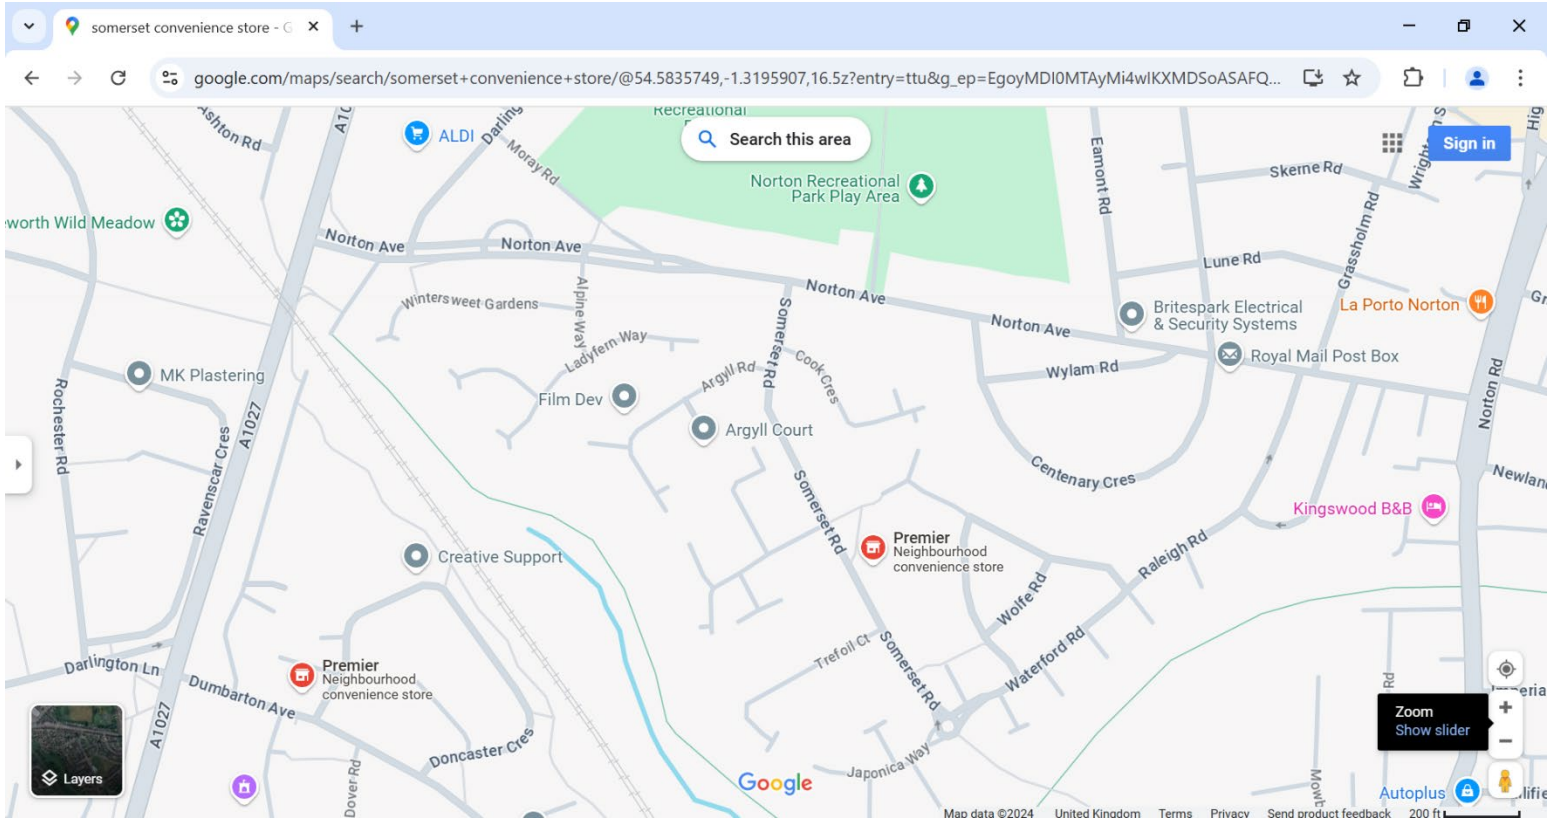 somerset convenience store - G
google.com/maps/search/somerset+convenience+store/@54.5835749,-1.3195907,16.5z?entry=ttu&g_ep=EgoyMDI0MTAyMi4wIKXMDSoASAFQ...
Recreational
Search this area
Sign in
Ashton Rd
ALDI
Moray Rd
Norton Recreational
Park Play Area
Eamont Rd
Skerne Rd
Grassholm Rd
eworth Wild Meadow
Norton Ave
Norton Ave
Lune Rd
Wintersweet Gardens
Alpine Way
Norton Ave
Somerset Rd
Britespark Electrical
& Security Systems
La Porto Norton
Norton Ave
Royal Mail Post Box
Ladyfern Way
Cook Cres
Argyll Rd
Wylam Rd
MK Plastering
Film Dev
Argyll Court
Rochester Rd
A1027
Norton Rd
Ravenscar Cres
Centenary Cres
Newlan
Somerset Rd
Kingswood B&B
Creative Support
Premier
Neighbourhood
convenience store
Raleigh Rd
Wolfe Rd
Trefoil Ct
Somerset Rd
Waterford Rd
Darlington Ln
Dumbarton Ave
Premier
Neighbourhood
convenience store
A1027
Doncaster Cres
Dover Rd
Japonica Way
Rd
Zoom
Show slider
Layers
Google
Autoplus
Map data ©2024 United Kingdom Terms Privacy Send product feedback 200 ft